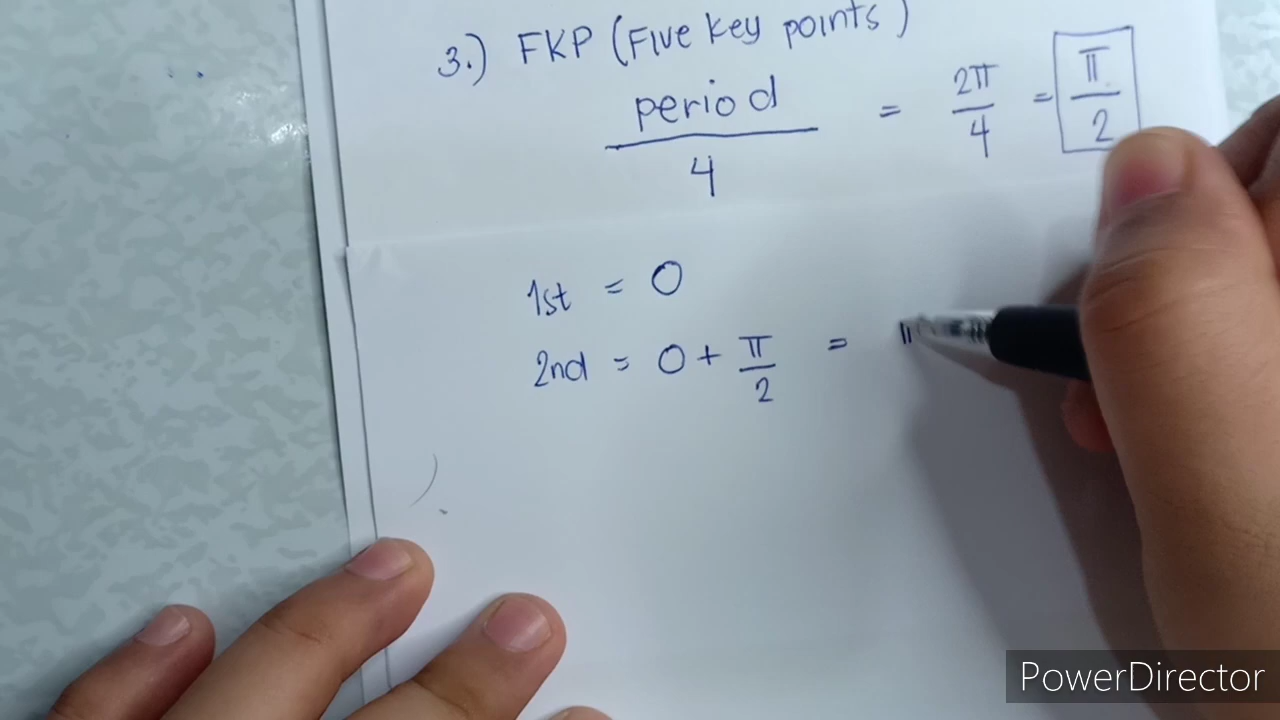 3.) FKP (Five key points)
period / 4 = 2π / 4 = π / 2
1st = 0
2nd = 0 + π / 2 = π
PowerDirector